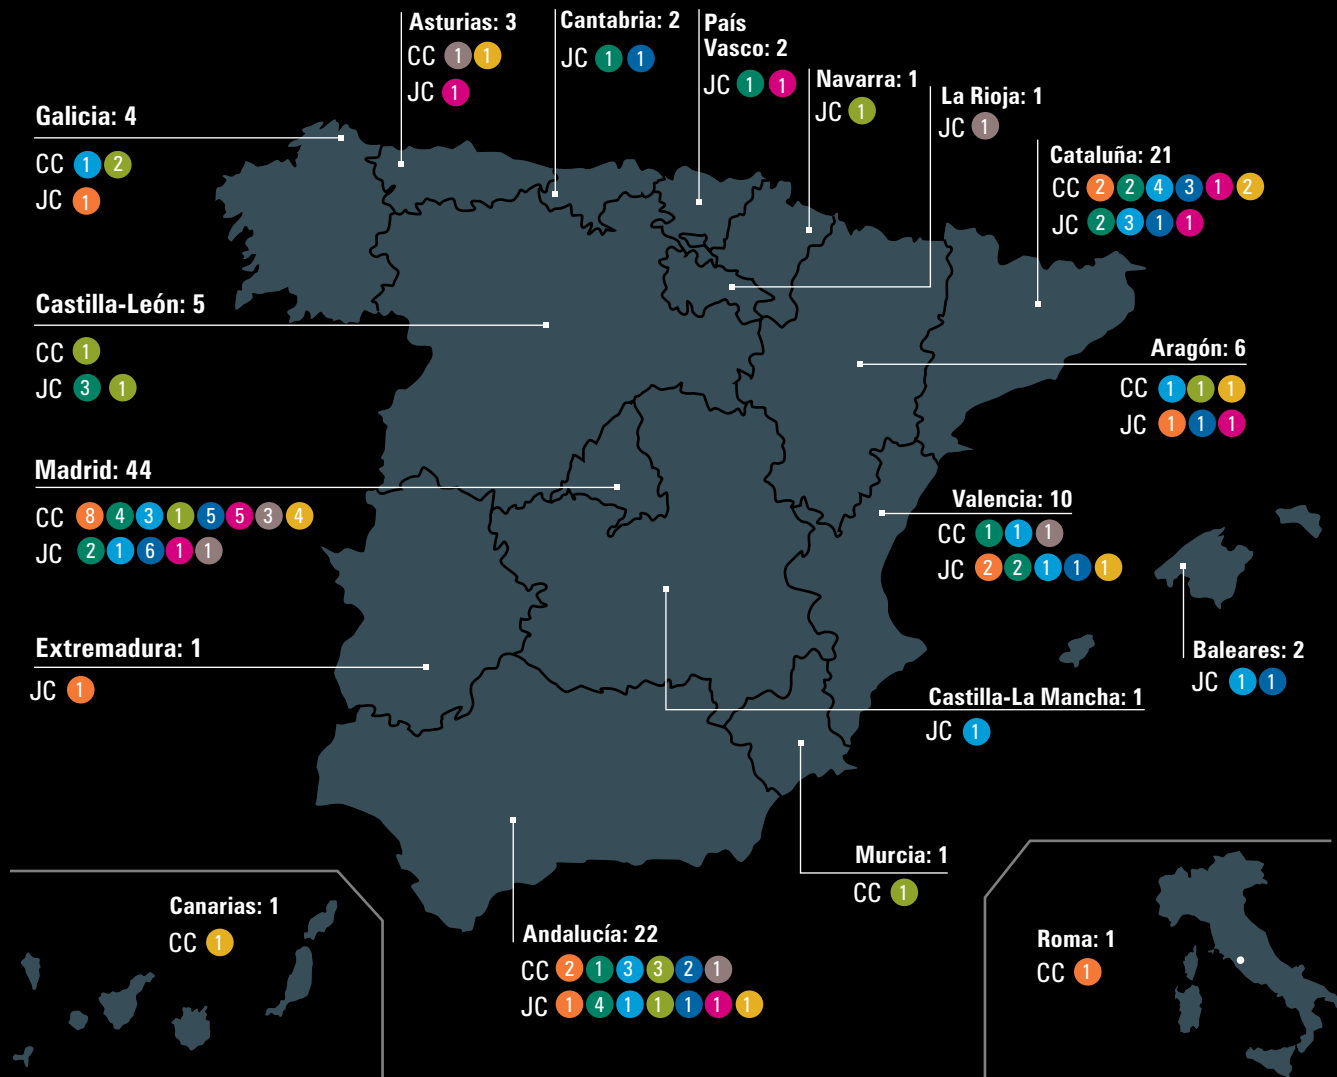 Asturias: 3
CC 1 1
JC 1
Cantabria: 2
JC 1 1
País
Vasco: 2
JC 1 1
Navarra: 1
JC 1
La Rioja: 1
JC 1
Cataluña: 21
CC 2 2 4 3 1 2
JC 2 3 1 1
Galicia: 4
CC 1 2
JC 1
Castilla-León: 5
CC 1
JC 3 1
Aragón: 6
CC 1 1 1
JC 1 1 1
Madrid: 44
CC 8 4 3 1 5 5 3 4
JC 2 1 6 1 1
Valencia: 10
CC 1 1 1
JC 2 2 1 1 1
Extremadura: 1
JC 1
Baleares: 2
JC 1 1
Castilla-La Mancha: 1
JC 1
Murcia: 1
CC 1
Canarias: 1
CC 1
Andalucía: 22
CC 2 1 3 3 2 1
JC 1 4 1 1 1 1 1
Roma: 1
CC 1